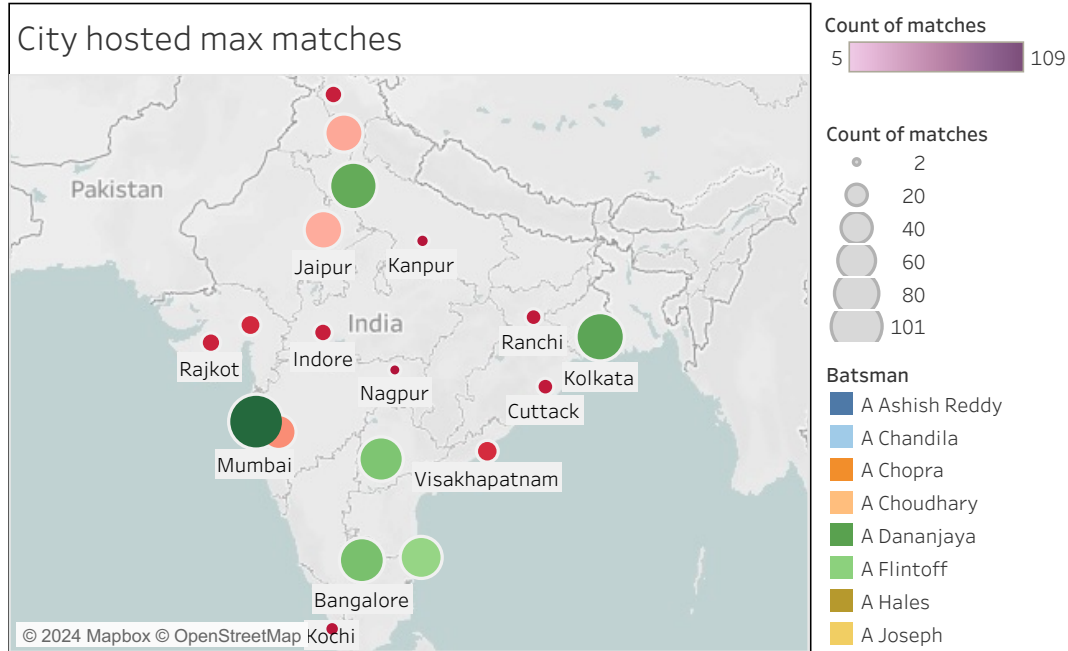 City hosted max matches
Pakistan
Jaipur
Kanpur
India
Indore
Rajkot
Ranchi
Nagpur
Kolkata
Cuttack
Mumbai
Visakhapatnam
Bangalore
Kochi
© 2024 Mapbox © OpenStreetMap
Count of matches
5 109
Count of matches
2
20
40
60
80
101
Batsman
A Ashish Reddy
A Chandila
A Chopra
A Choudhary
A Dananjaya
A Flintoff
A Hales
A Joseph